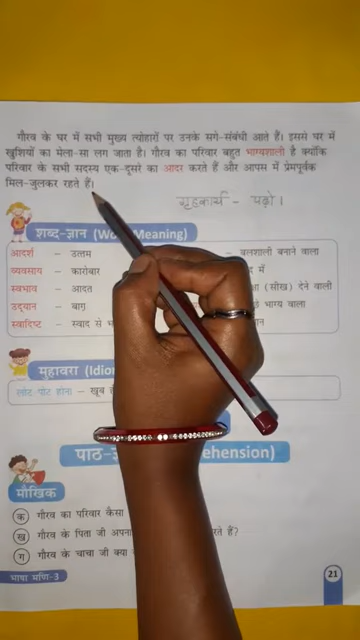 गौरव के घर में सभी मुख्य त्योहारों पर उनके सगे-संबंधी आते हैं। इससे घर में
खुशियों का मेला-सा लग जाता है। गौरव का परिवार बहुत भाग्यशाली है क्योंकि
परिवार के सभी सदस्य एक-दूसरे का आदर करते हैं और आपस में प्रेमपूर्वक
मिल-जुलकर रहते हैं।
गृहकार्य - पढ़ो।
शब्द-ज्ञान (Wo Meaning)
आदर्श - उत्तम - बलशाली बनाने वाला
व्यवसाय - कारोबार में
स्वभाव - आदत (सीख) देने वाली
उद्यान - बाग़ भाग्य वाला
स्वादिष्ट - स्वाद से
मुहावरा (Idio
लोट-पोट होना - खूब
पाठ- hension)
मौखिक
क गौरव का परिवार कैसा
ख गौरव के पिता जी अपना रते हैं?
ग गौरव के चाचा जी क्या
भाषा मणि-3
21